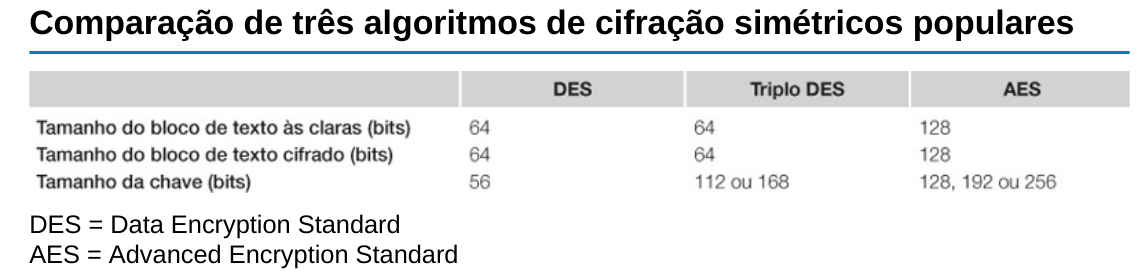 Comparação de três algoritmos de cifração simétricos populares
DES Triplo DES AES
Tamanho do bloco de texto às claras (bits) 64 64 128
Tamanho do bloco de texto cifrado (bits) 64 64 128
Tamanho da chave (bits) 56 112 ou 168 128, 192 ou 256
DES = Data Encryption Standard
AES = Advanced Encryption Standard